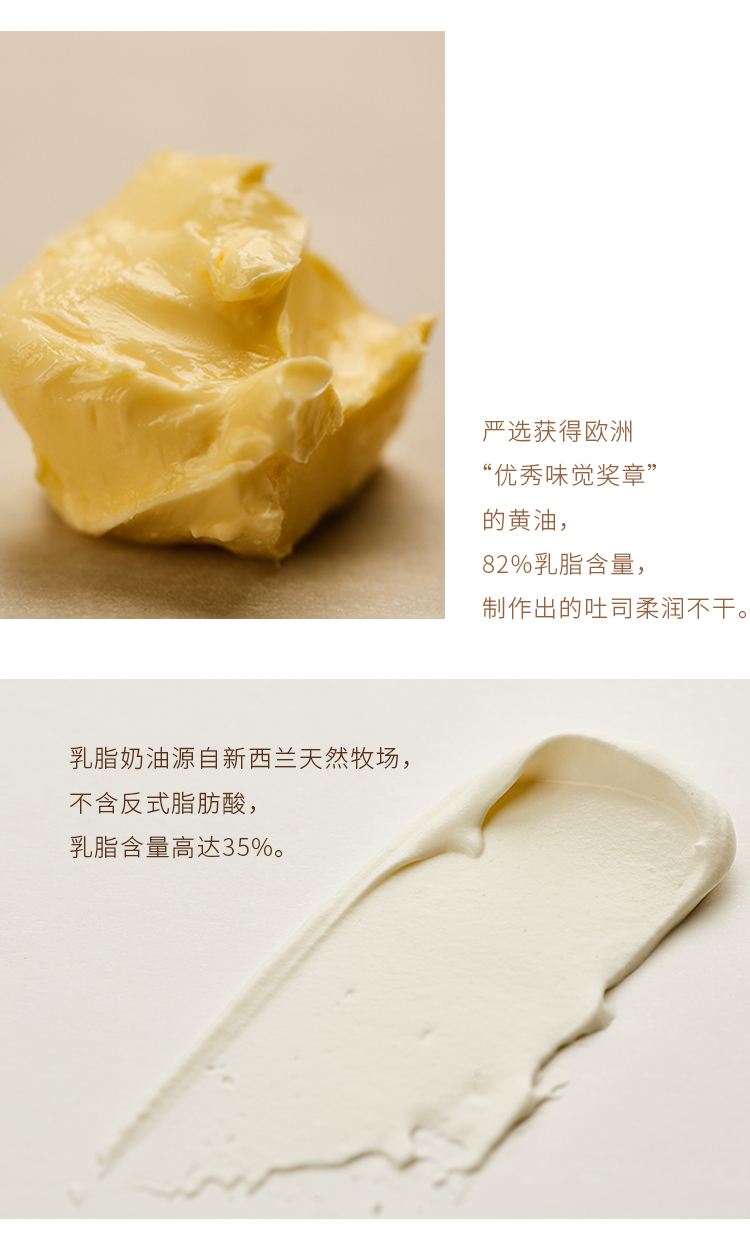 严选获得欧洲
“优秀味觉奖章”
的黄油，
82%乳脂含量，
制作出的吐司柔润不干。
乳脂奶油源自新西兰天然牧场，
不含反式脂肪酸，
乳脂含量高达35%。